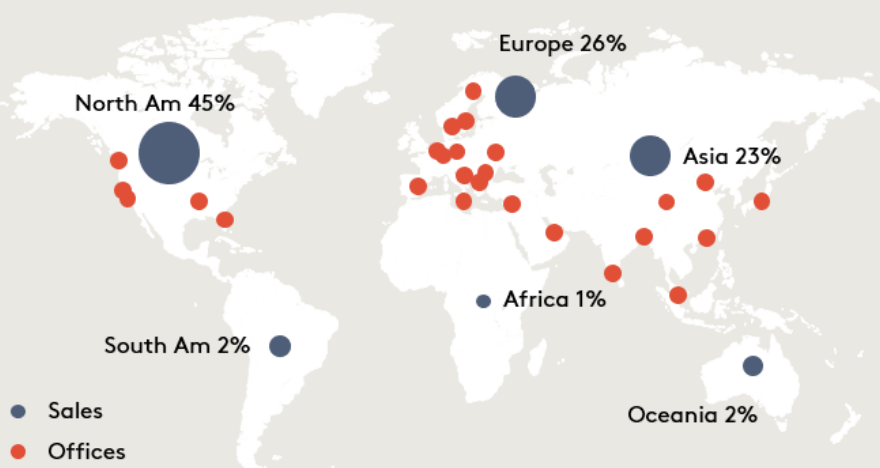 Europe 26%
North Am 45%
Asia 23%
Africa 1%
South Am 2%
Sales
Oceania 2%
Offices